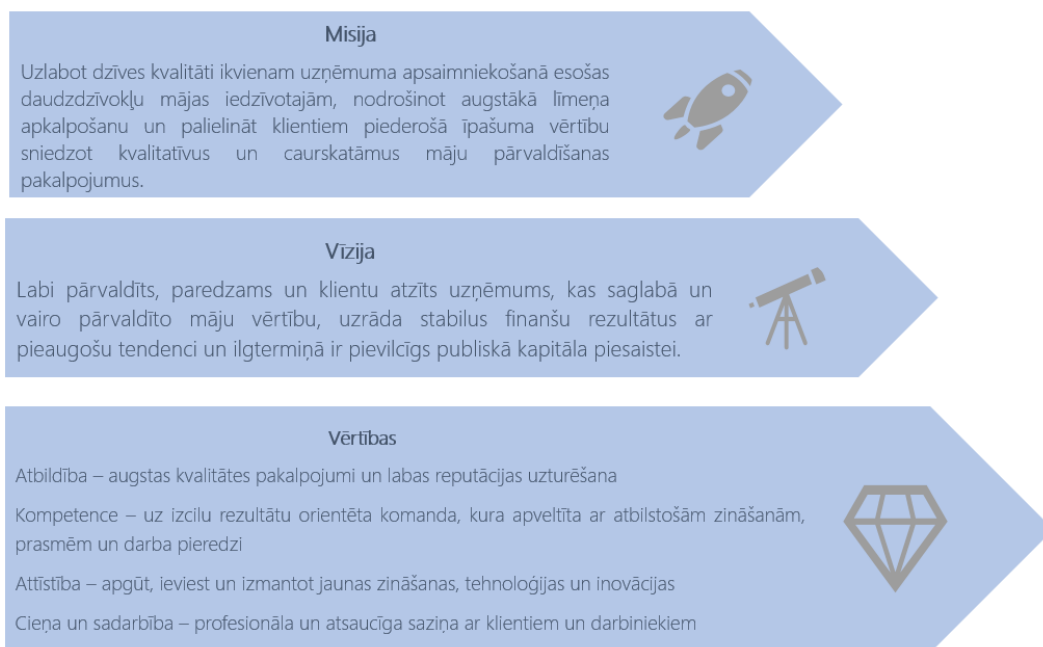 Misija
Uzlabot dzīves kvalitāti ikvienam uzņēmuma apsaimniekošanā esošas
daudzdzīvokļu mājas iedzīvotajām, nodrošinot augstākā līmeņa
apkalpošanu un palielināt klientiem piederošā īpašuma vērtību
sniedzot kvalitatīvus un caurskatāmus māju pārvaldīšanas
pakalpojumus.
Vīzija
Labi pārvaldīts, paredzams un klientu atzīts uzņēmums, kas saglabā un
vairo pārvaldīto māju vērtību, uzrāda stabilus finanšu rezultātus ar
pieaugošu tendenci un ilgtermiņā ir pievilcīgs publiskā kapitāla piesaistei.
Vērtības
Atbildība – augstas kvalitātes pakalpojumi un labas reputācijas uzturēšana
Kompetence – uz izcilu rezultātu orientēta komanda, kura apveltīta ar atbilstošām zināšanām,
prasmēm un darba pieredzi
Attīstība – apgūt, ieviest un izmantot jaunas zināšanas, tehnoloģijas un inovācijas
Cieņa un sadarbība – profesionāla un atsaucīga saziņa ar klientiem un darbiniekiem